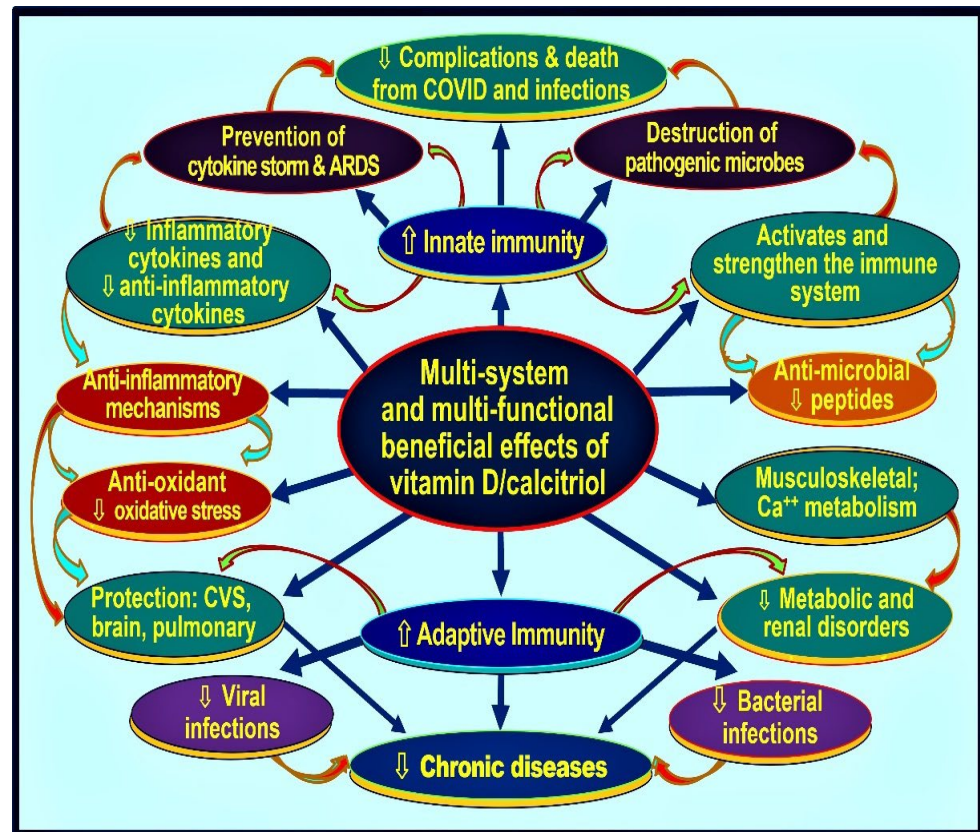 ⇩ Complications & death
from COVID and infections
Prevention of
cytokine storm & ARDS
Destruction of
pathogenic microbes
⇧ Innate immunity
⇩ Inflammatory
cytokines and
⇩ anti-inflammatory
cytokines
Activates and
strengthen the immune
system
Multi-system
and multi-functional
beneficial effects of
vitamin D/calcitriol
Anti-inflammatory
mechanisms
Anti-microbial
⇩ peptides
Anti-oxidant
⇩ oxidative stress
Musculoskeletal;
Ca⁺⁺ metabolism
Protection: CVS,
brain, pulmonary
⇧ Adaptive Immunity
⇩ Metabolic and
renal disorders
⇩ Viral
infections
⇩ Bacterial
infections
⇩ Chronic diseases